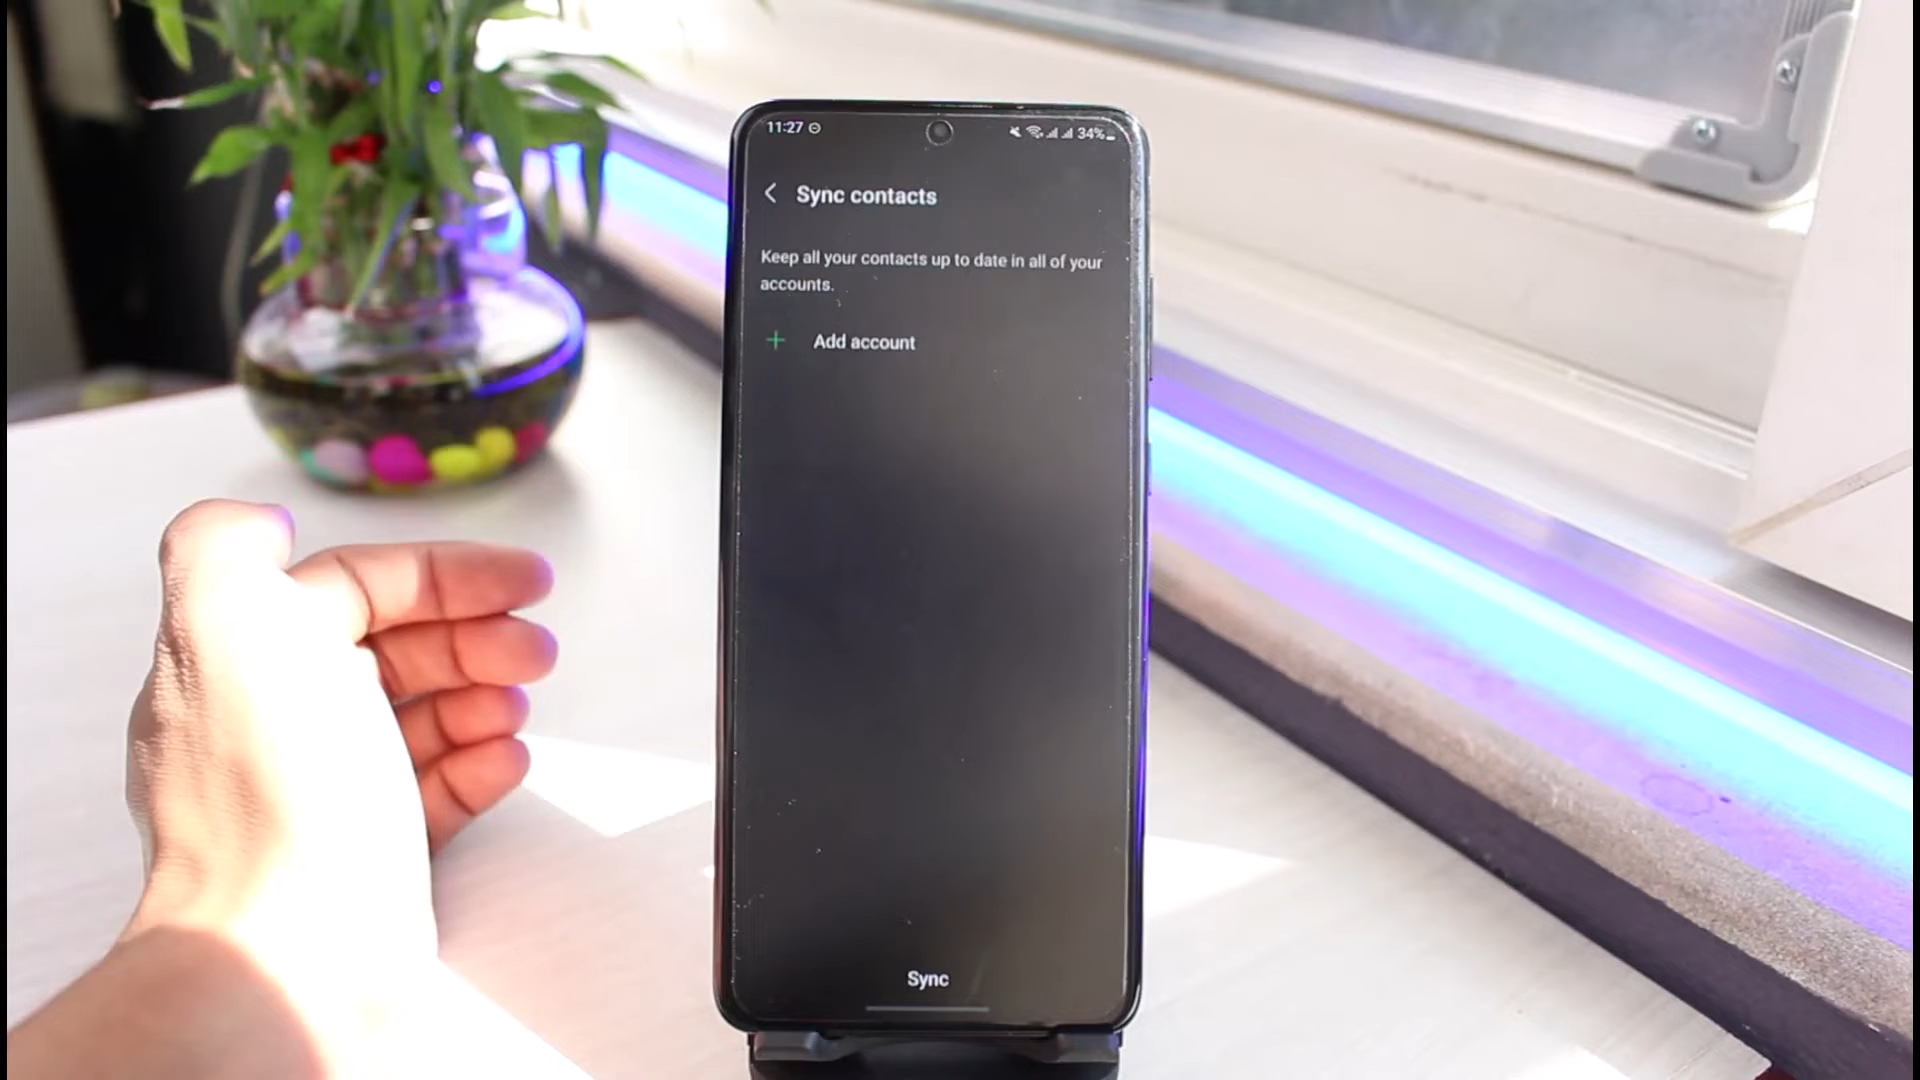 11:27
34%
Sync contacts
Keep all your contacts up to date in all of your
accounts.
Add account
Sync